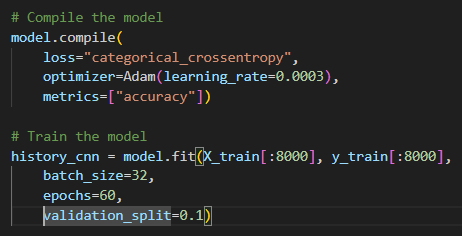 # Compile the model
model.compile(
loss="categorical_crossentropy",
optimizer=Adam(learning_rate=0.0003),
metrics=["accuracy"])
# Train the model
history_cnn = model.fit(X_train[:8000], y_train[:8000],
batch_size=32,
epochs=60,
validation_split=0.1)